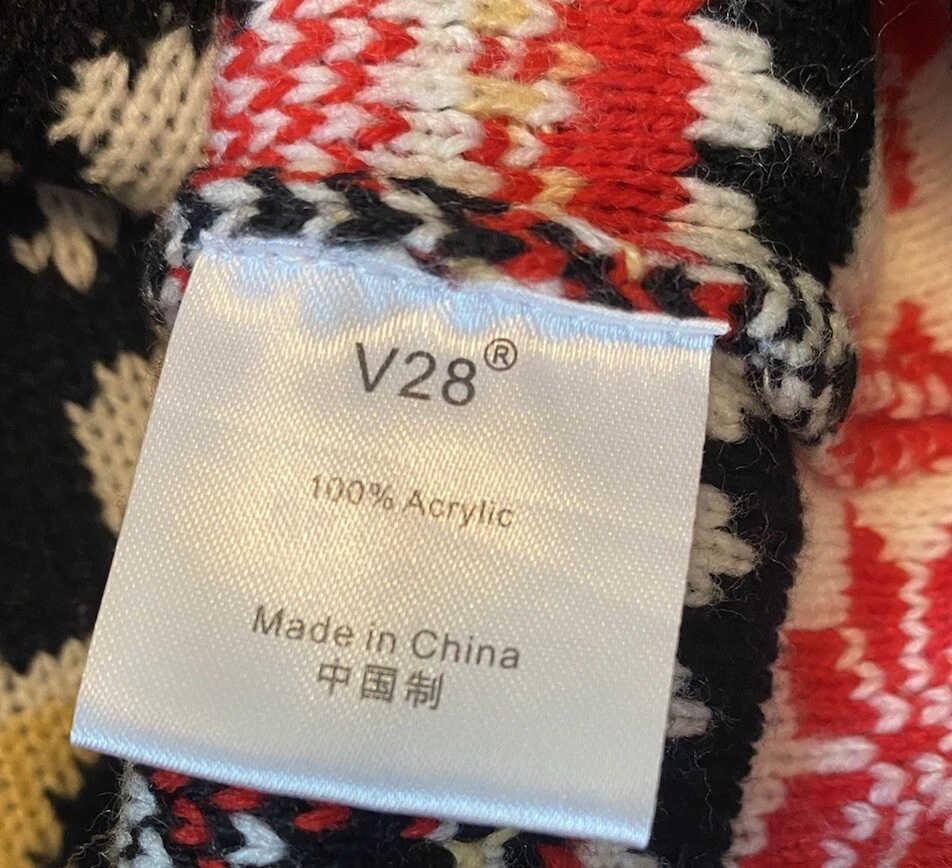 V28®
100% Acrylic
Made in China
中国制